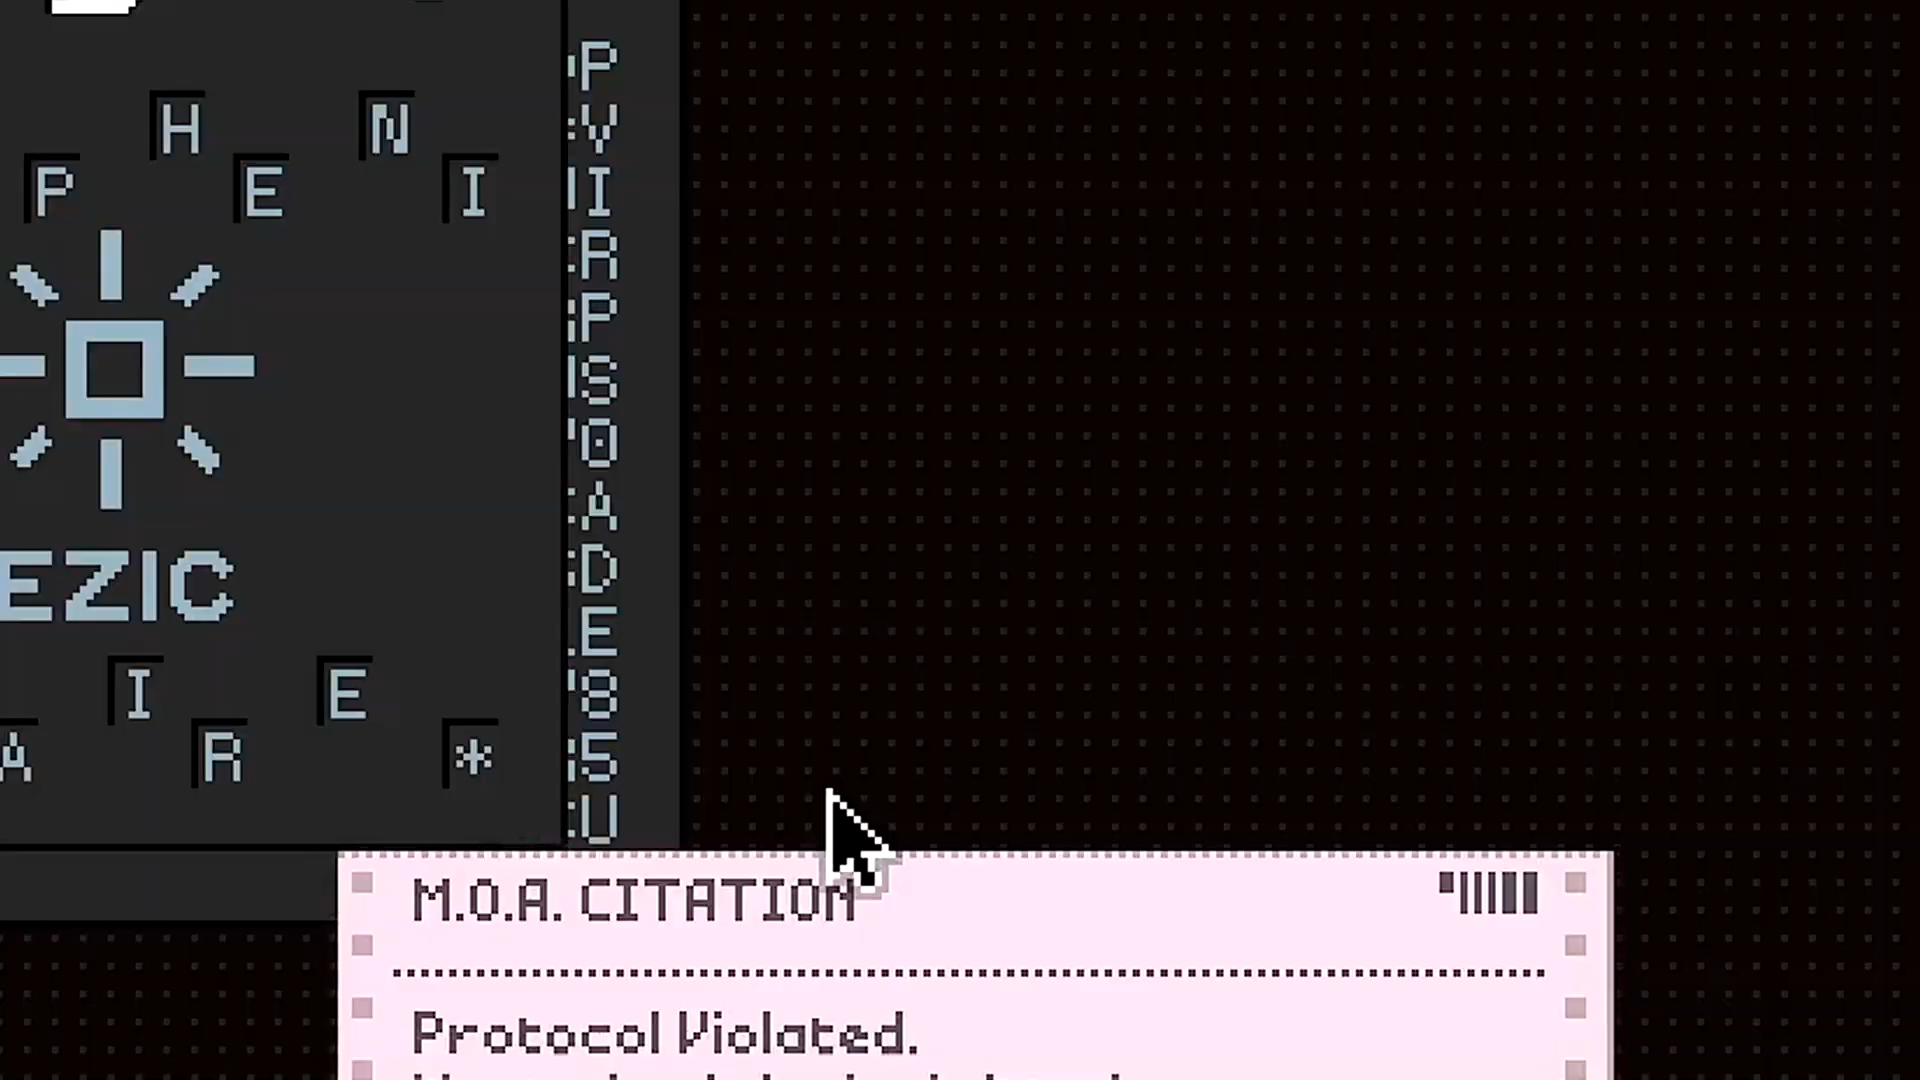 H N
P E I
EZIC
I E
A R *
P
V
I
R
P
S
0
A
D
E
8
5
U
M.O.A. CITATION
Protocol Violated.